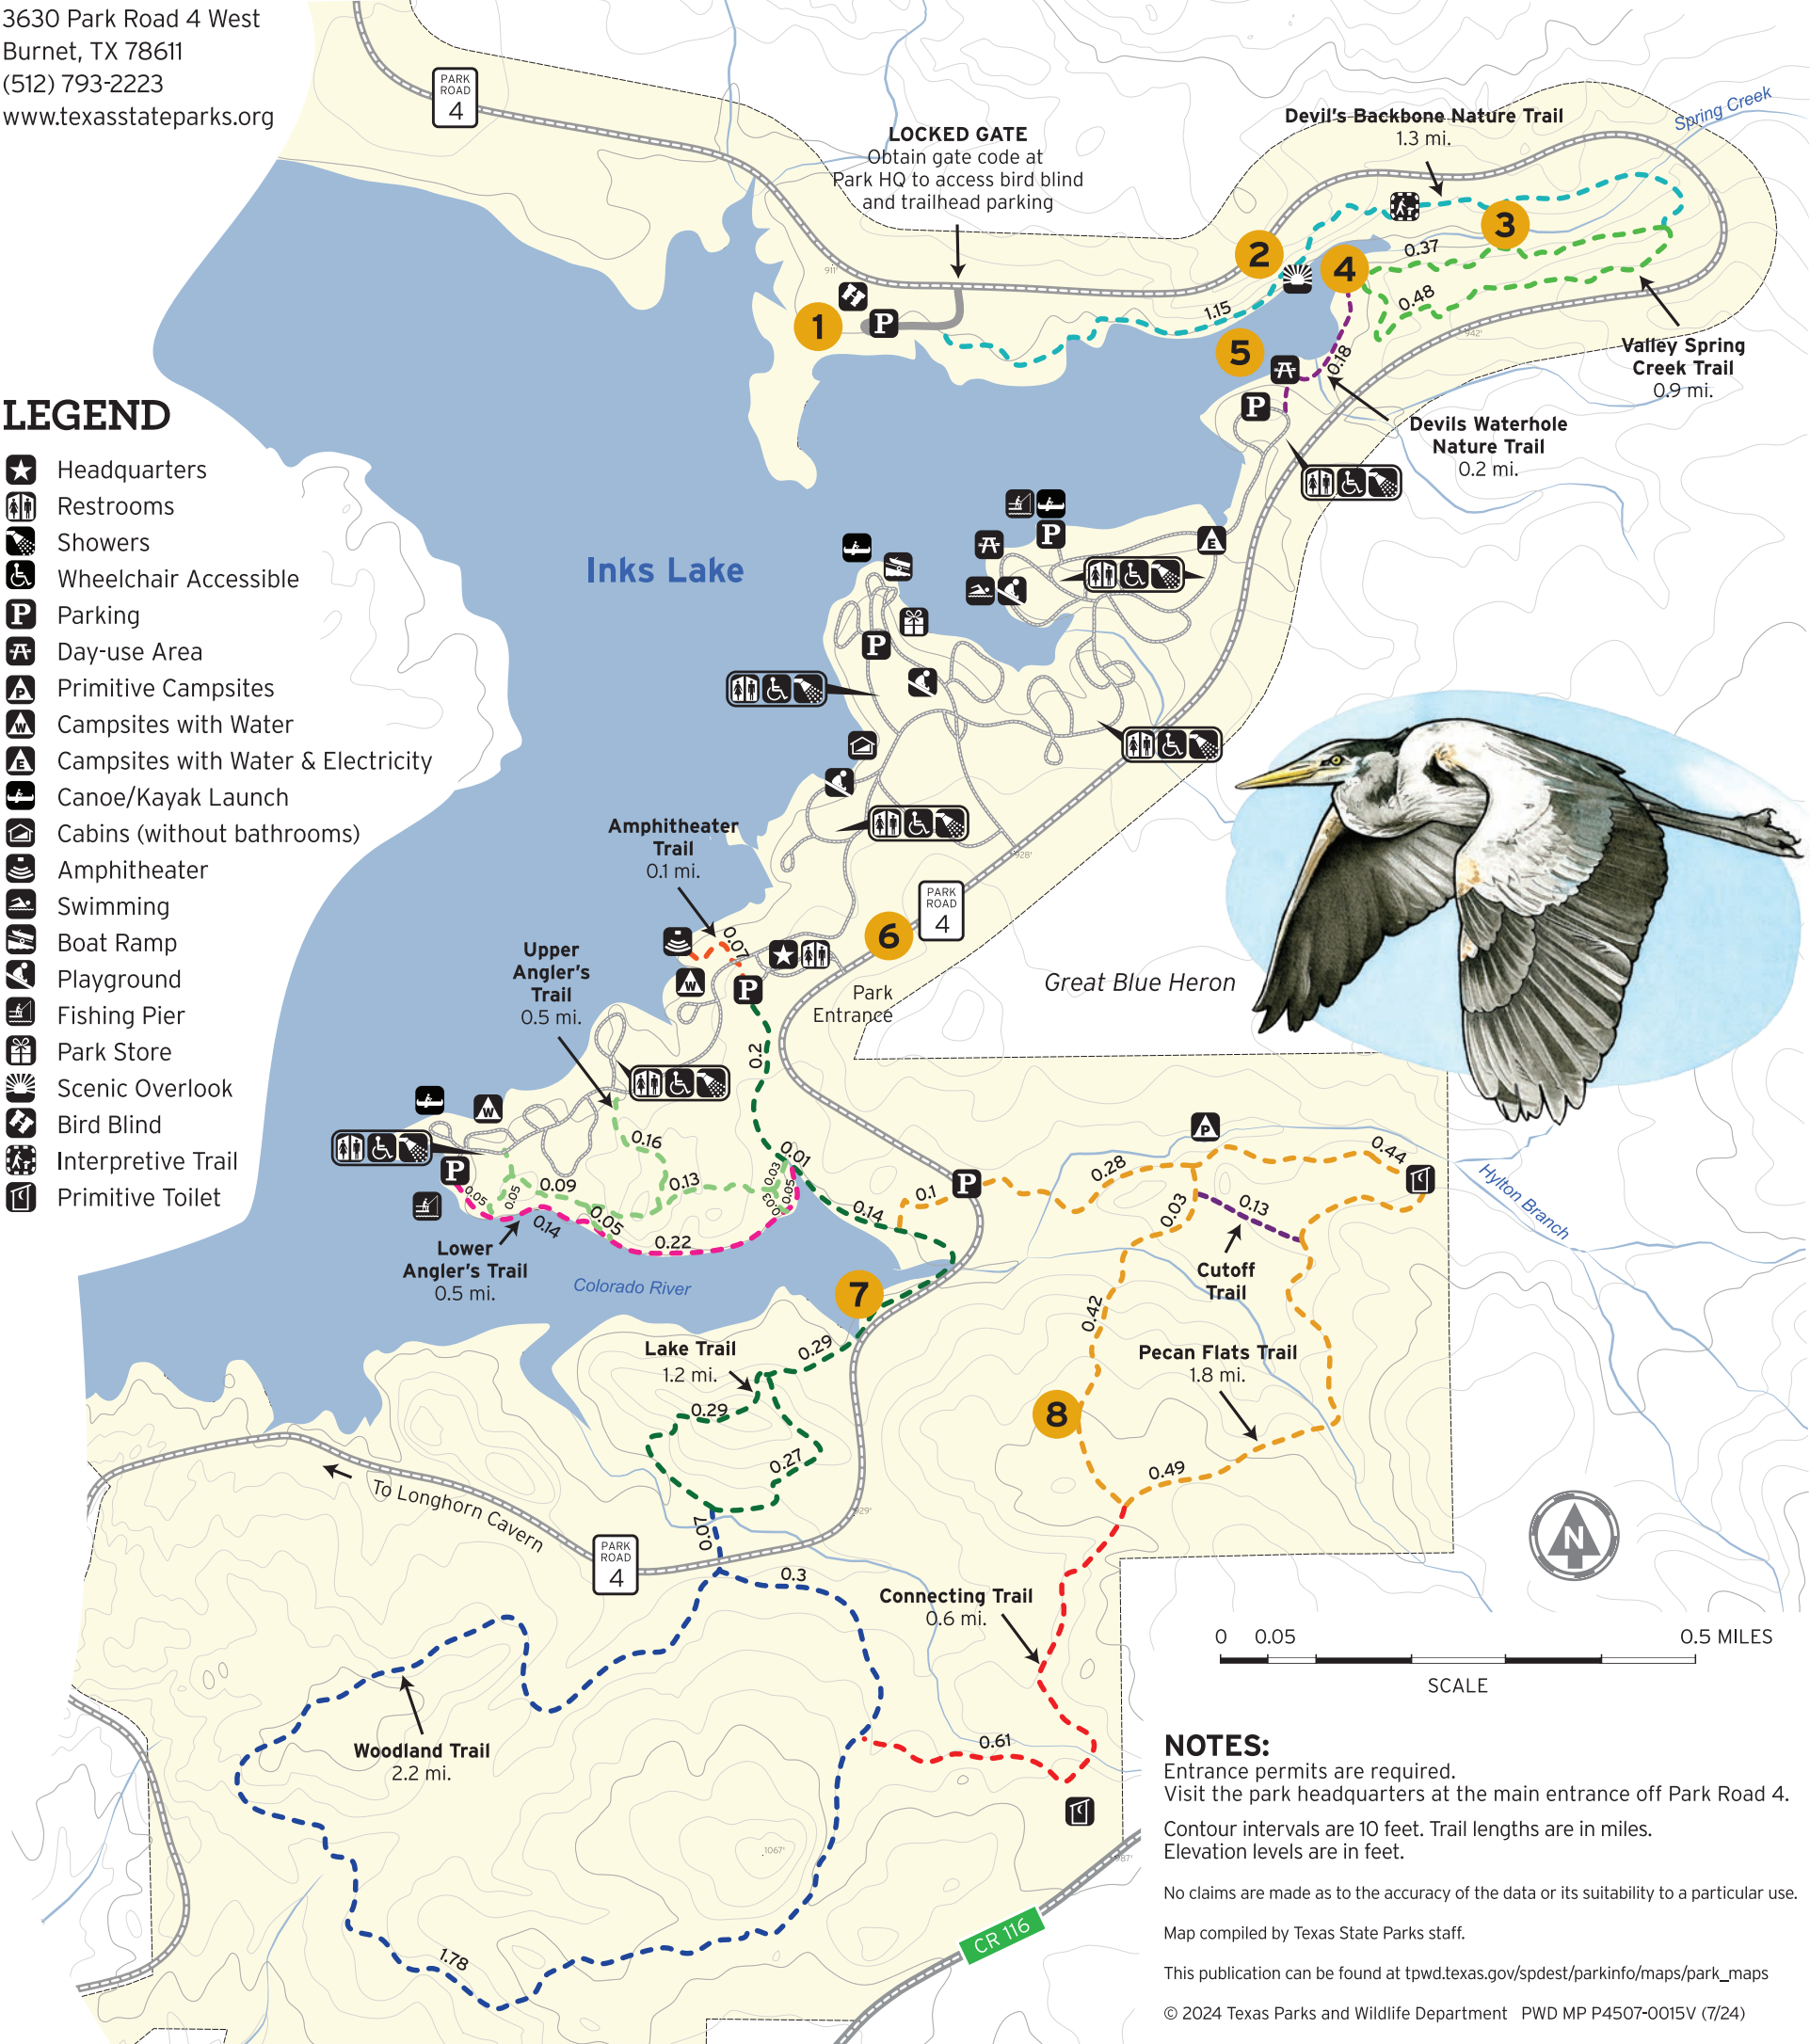 3630 Park Road 4 West
Burnet, TX 78611
(512) 793-2223
www.texasstateparks.org
PARK
ROAD
4
LOCKED GATE
Obtain gate code at
Park HQ to access bird blind
and trailhead parking
Devil's Backbone Nature Trail
1.3 mi.
Spring Creek
911'
1
P
2
3
4
5
1.15
0.37
0.48
0.18
942'
Valley Spring
Creek Trail
0.9 mi.
Devils Waterhole
Nature Trail
0.2 mi.
P
LEGEND
Headquarters
Restrooms
Showers
Wheelchair Accessible
P Parking
Day-use Area
P Primitive Campsites
W Campsites with Water
E Campsites with Water & Electricity
Canoe/Kayak Launch
Cabins (without bathrooms)
Amphitheater
Swimming
Boat Ramp
Playground
Fishing Pier
Park Store
Scenic Overlook
Bird Blind
Interpretive Trail
Primitive Toilet
Inks Lake
P
E
P
928'
PARK
ROAD
4
6
Amphitheater
Trail
0.1 mi.
0.07
W
P
Park
Entrance
Great Blue Heron
Upper
Angler's
Trail
0.5 mi.
0.2
W
P
0.16
0.13
0.09
0.05
0.05
0.05
0.14
0.22
0.01
0.03
0.05
0.03
0.14
0.1
P
0.28
P
0.44
0.03
0.13
Hylton Branch
Lower
Angler's Trail
0.5 mi.
Colorado River
7
Cutoff
Trail
0.42
Lake Trail
1.2 mi.
0.29
0.29
0.27
Pecan Flats Trail
1.8 mi.
8
0.49
To Longhorn Cavern
929'
0.07
PARK
ROAD
4
0.3
Connecting Trail
0.6 mi.
N
0 0.05 0.5 MILES
SCALE
Woodland Trail
2.2 mi.
0.61
1067'
987'
1.78
CR 116
NOTES:
Entrance permits are required.
Visit the park headquarters at the main entrance off Park Road 4.
Contour intervals are 10 feet. Trail lengths are in miles.
Elevation levels are in feet.
No claims are made as to the accuracy of the data or its suitability to a particular use.
Map compiled by Texas State Parks staff.
This publication can be found at tpwd.texas.gov/spdest/parkinfo/maps/park_maps
© 2024 Texas Parks and Wildlife Department PWD MP P4507-0015V (7/24)